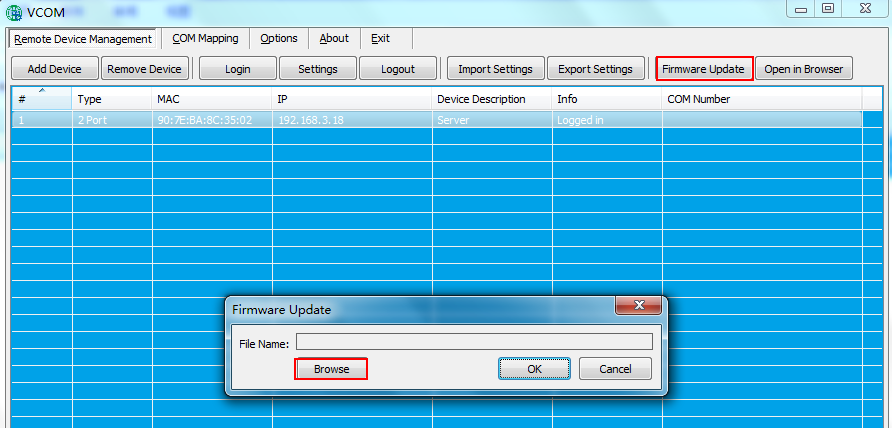 VCOM
Remote Device Management COM Mapping Options About Exit
Add Device Remove Device Login Settings Logout Import Settings Export Settings Firmware Update Open in Browser
# Type MAC IP Device Description Info COM Number
1 2 Port 90:7E:BA:8C:35:02 192.168.3.18 Server Logged in
Firmware Update
File Name:
Browse OK Cancel